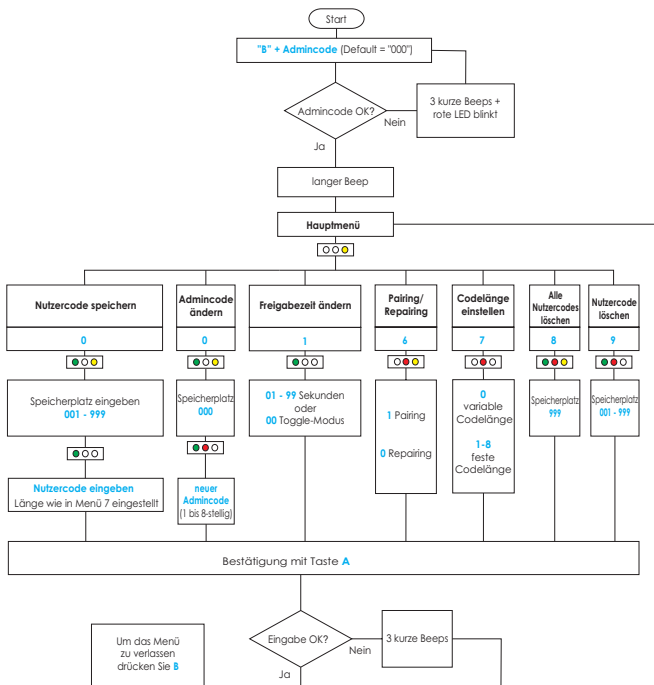 Start
"B" + Admincode (Default = "000")
Admincode OK?
Nein
3 kurze Beeps +
rote LED blinkt
Ja
langer Beep
Hauptmenü
Nutzercode speichern
0
Speicherplatz eingeben
001 - 999
Nutzercode eingeben
Länge wie in Menü 7 eingestellt
Admincode
ändern
0
Speicherplatz
000
neuer
Admincode
(1 bis 8-stellig)
Freigabezeit ändern
1
01 - 99 Sekunden
oder
00 Toggle-Modus
Pairing/
Repairing
6
1 Pairing
0 Repairing
Codelänge
einstellen
7
0
variable
Codelänge
1-8
feste
Codelänge
Alle
Nutzercodes
löschen
8
Speicherplatz
999
Nutzercode
löschen
9
Speicherplatz
001 - 999
Bestätigung mit Taste A
Um das Menü
zu verlassen
drücken Sie B
Eingabe OK?
Nein
3 kurze Beeps
Ja